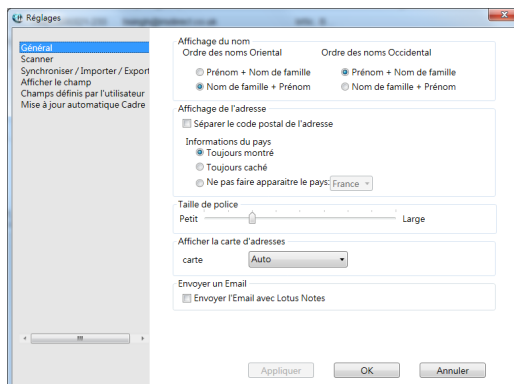 Réglages
Général
Scanner
Synchroniser / Importer / Export
Afficher le champ
Champs définis par l'utilisateur
Mise à jour automatique Cadre
Affichage du nom
Ordre des noms Oriental
Ordre des noms Occidental
Prénom + Nom de famille
Prénom + Nom de famille
Nom de famille + Prénom
Nom de famille + Prénom
Affichage de l'adresse
Séparer le code postal de l'adresse
Informations du pays
Toujours montré
Toujours caché
Ne pas faire apparaitre le pays: France
Taille de police
Petit
Large
Afficher la carte d'adresses
carte
Auto
Envoyer un Email
Envoyer l'Email avec Lotus Notes
Appliquer
OK
Annuler